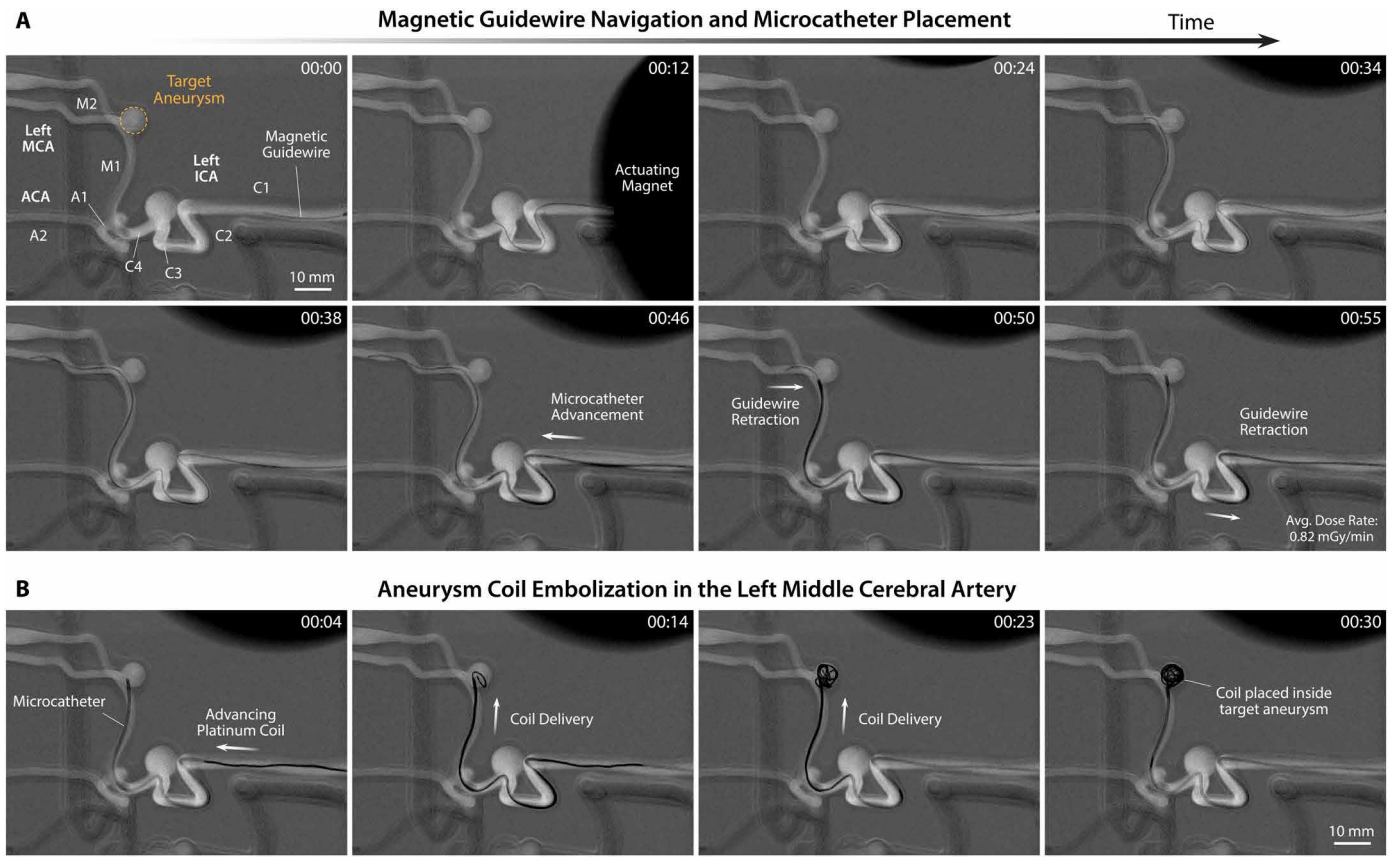 A
Magnetic Guidewire Navigation and Microcatheter Placement
Time
00:00
Target
Aneurysm
M2
Left
MCA
M1
Left
ICA
Magnetic
Guidewire
C1
ACA
A1
A2
C2
C4
C3
10 mm
00:12
Actuating
Magnet
00:24
00:34
00:38
00:46
Microcatheter
Advancement
00:50
Guidewire
Retraction
00:55
Guidewire
Retraction
Avg. Dose Rate:
0.82 mGy/min
B
Aneurysm Coil Embolization in the Left Middle Cerebral Artery
00:04
Microcatheter
Advancing
Platinum Coil
00:14
Coil Delivery
00:23
Coil Delivery
00:30
Coil placed inside
target aneurysm
10 mm